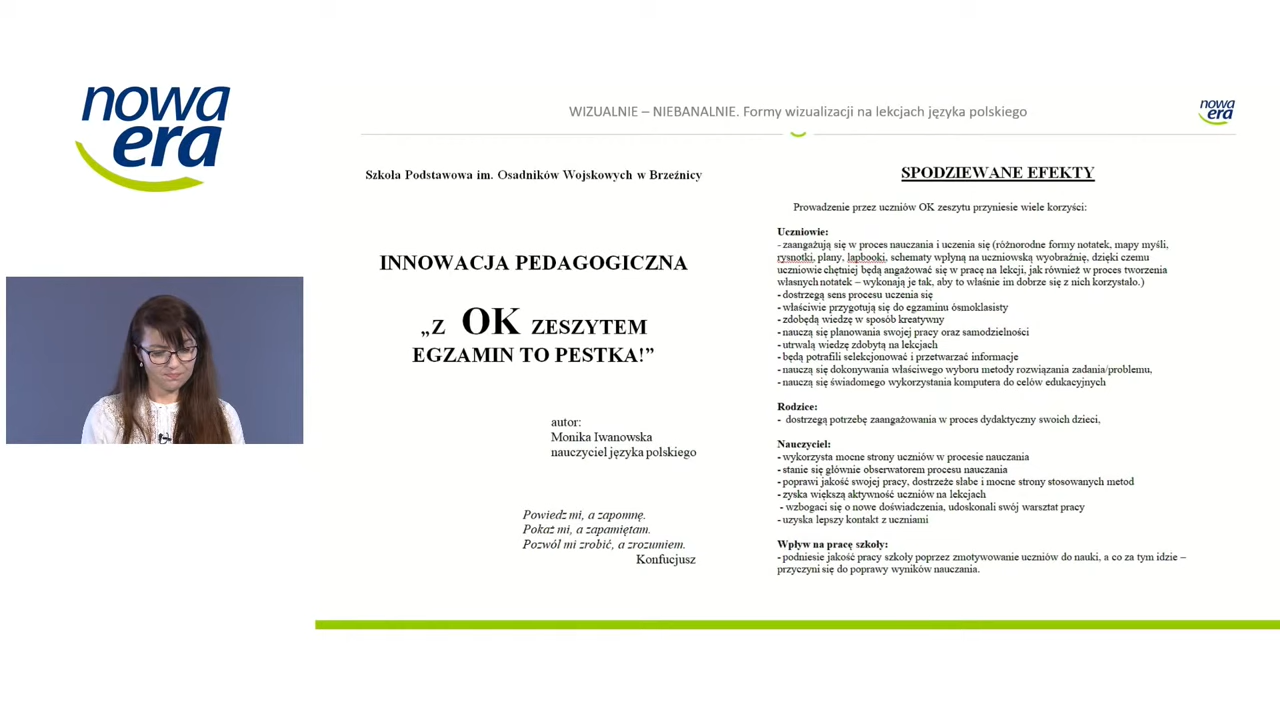 nowa
era
WIZUALNIE – NIEBANALNIE. Formy wizualizacji na lekcjach języka polskiego
nowa
era
Szkoła Podstawowa im. Osadników Wojskowych w Brzeźnicy
INNOWACJA PEDAGOGICZNA
„Z OK ZESZYTEM
EGZAMIN TO PESTKA!”
autor:
Monika Iwanowska
nauczyciel języka polskiego
Powiedz mi, a zapomnę.
Pokaż mi, a zapamiętam.
Pozwól mi zrobić, a zrozumiem.
Konfucjusz
SPODZIEWANE EFEKTY
Prowadzenie przez uczniów OK zeszytu przyniesie wiele korzyści:
Uczniowie:
- zaangażują się w proces nauczania i uczenia się (różnorodne formy notatek, mapy myśli,
rysnotki, plany, lapbooki, schematy wpłyną na uczniowską wyobraźnię, dzięki czemu
uczniowie chętniej będą angażować się w pracę na lekcji, jak również w proces tworzenia
własnych notatek – wykonają je tak, aby to właśnie im dobrze się z nich korzystało.)
- dostrzegą sens procesu uczenia się
- właściwie przygotują się do egzaminu ósmoklasisty
- zdobędą wiedzę w sposób kreatywny
- nauczą się planowania swojej pracy oraz samodzielności
- utrwalą wiedzę zdobytą na lekcjach
- będą potrafili selekcjonować i przetwarzać informacje
- nauczą się dokonywania właściwego wyboru metody rozwiązania zadania/problemu,
- nauczą się świadomego wykorzystania komputera do celów edukacyjnych
Rodzice:
- dostrzegą potrzebę zaangażowania w proces dydaktyczny swoich dzieci,
Nauczyciel:
- wykorzysta mocne strony uczniów w procesie nauczania
- stanie się głównie obserwatorem procesu nauczania
- poprawi jakość swojej pracy, dostrzeże słabe i mocne strony stosowanych metod
- zyska większą aktywność uczniów na lekcjach
- wzbogaci się o nowe doświadczenia, udoskonali swój warsztat pracy
- uzyska lepszy kontakt z uczniami
Wpływ na pracę szkoły:
- podniesie jakość pracy szkoły poprzez zmotywowanie uczniów do nauki, a co za tym idzie –
przyczyni się do poprawy wyników nauczania.